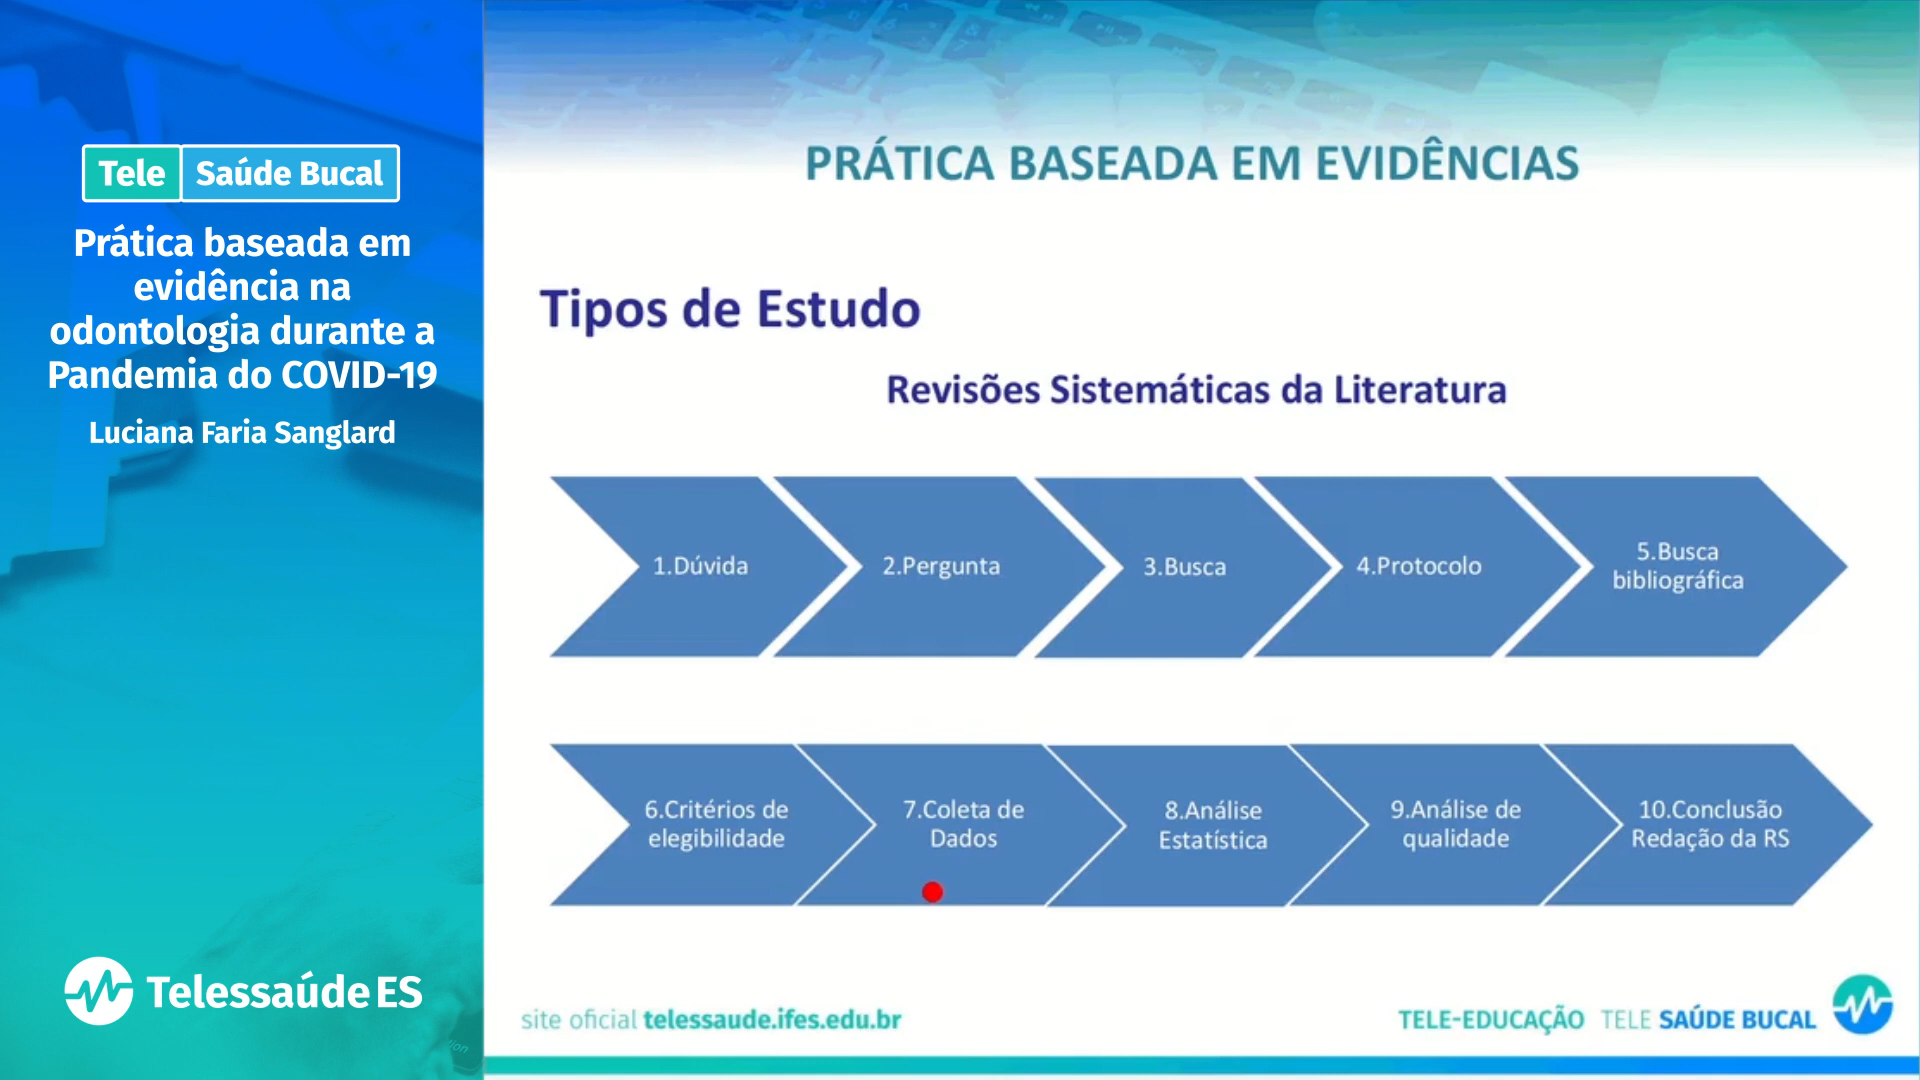 Tele Saúde Bucal
Prática baseada em
evidência na
odontologia durante a
Pandemia do COVID-19
Luciana Faria Sanglard
TelessaúdeES
PRÁTICA BASEADA EM EVIDÊNCIAS
Tipos de Estudo
Revisões Sistemáticas da Literatura
1.Dúvida
2.Pergunta
3.Busca
4.Protocolo
5.Busca
bibliográfica
6.Critérios de
elegibilidade
7.Coleta de
Dados
8.Análise
Estatística
9.Análise de
qualidade
10.Conclusão
Redação da RS
site oficial telessaude.ifes.edu.br
TELE-EDUCAÇÃO TELE SAÚDE BUCAL